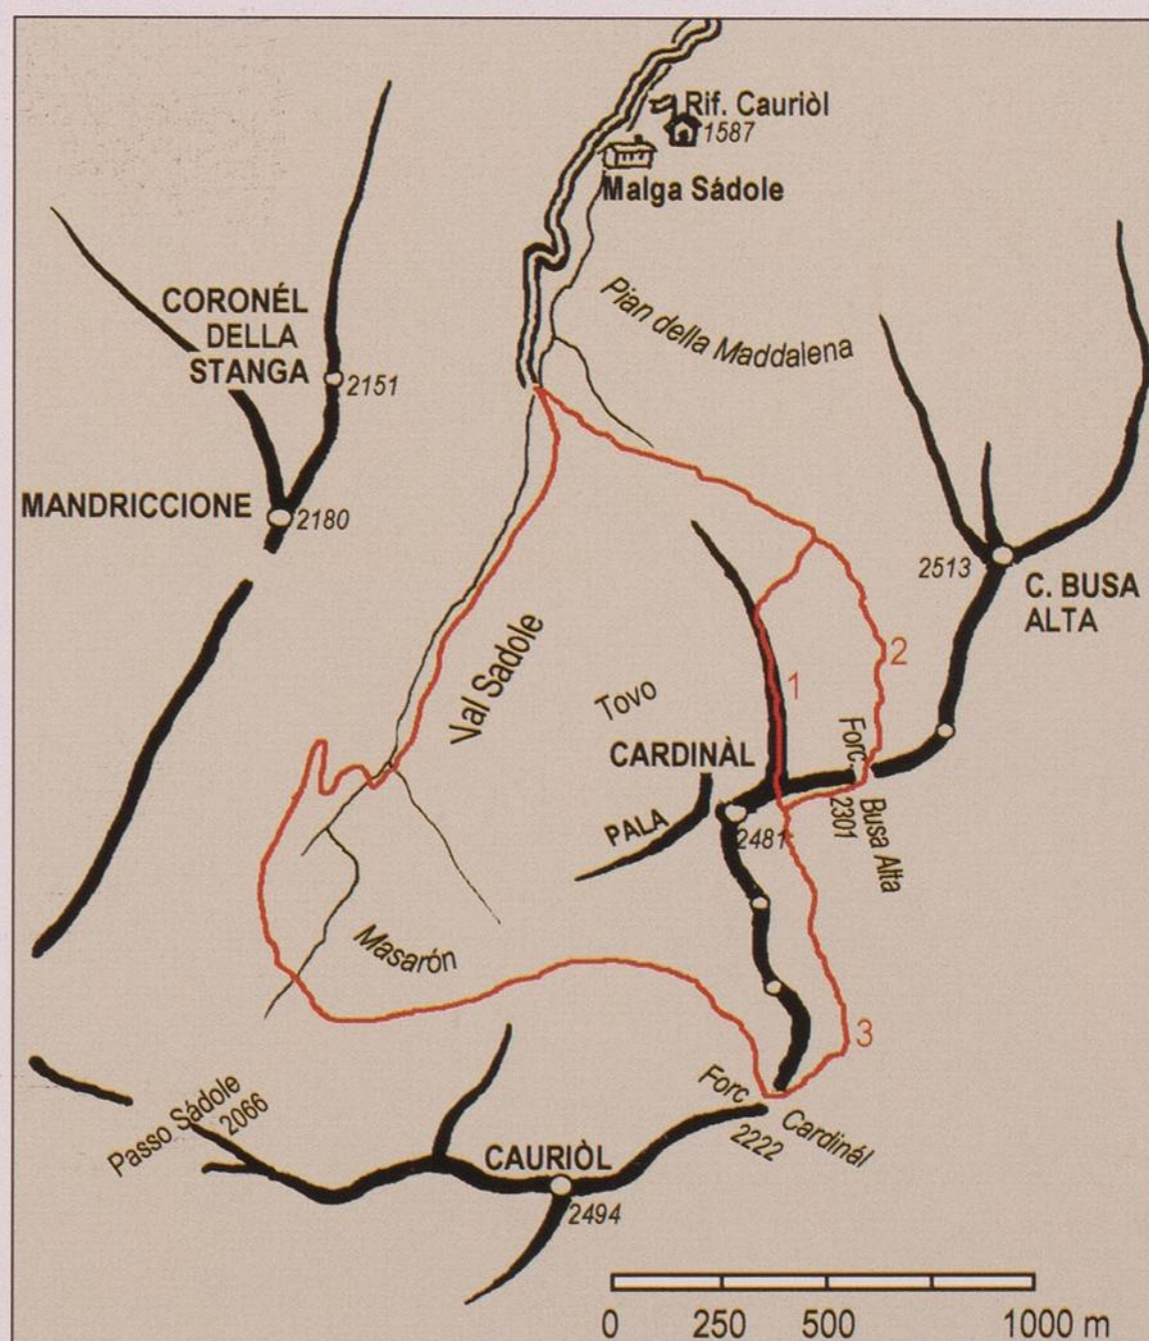 Rif. Cauriòl
1587
Malga Sádole
Pian della Maddalena
CORONÉL
DELLA
STANGA
2151
MANDRICCIONE
2180
2513
C. BUSA
ALTA
Val Sadole
2
1
Tovo
CARDINÀL
Forc.
Busa Alta
2301
PALA
2481
Masarón
3
Forc
Cardinál
2222
Passo Sádole
2066
CAURIÒL
2494
0 250 500 1000 m